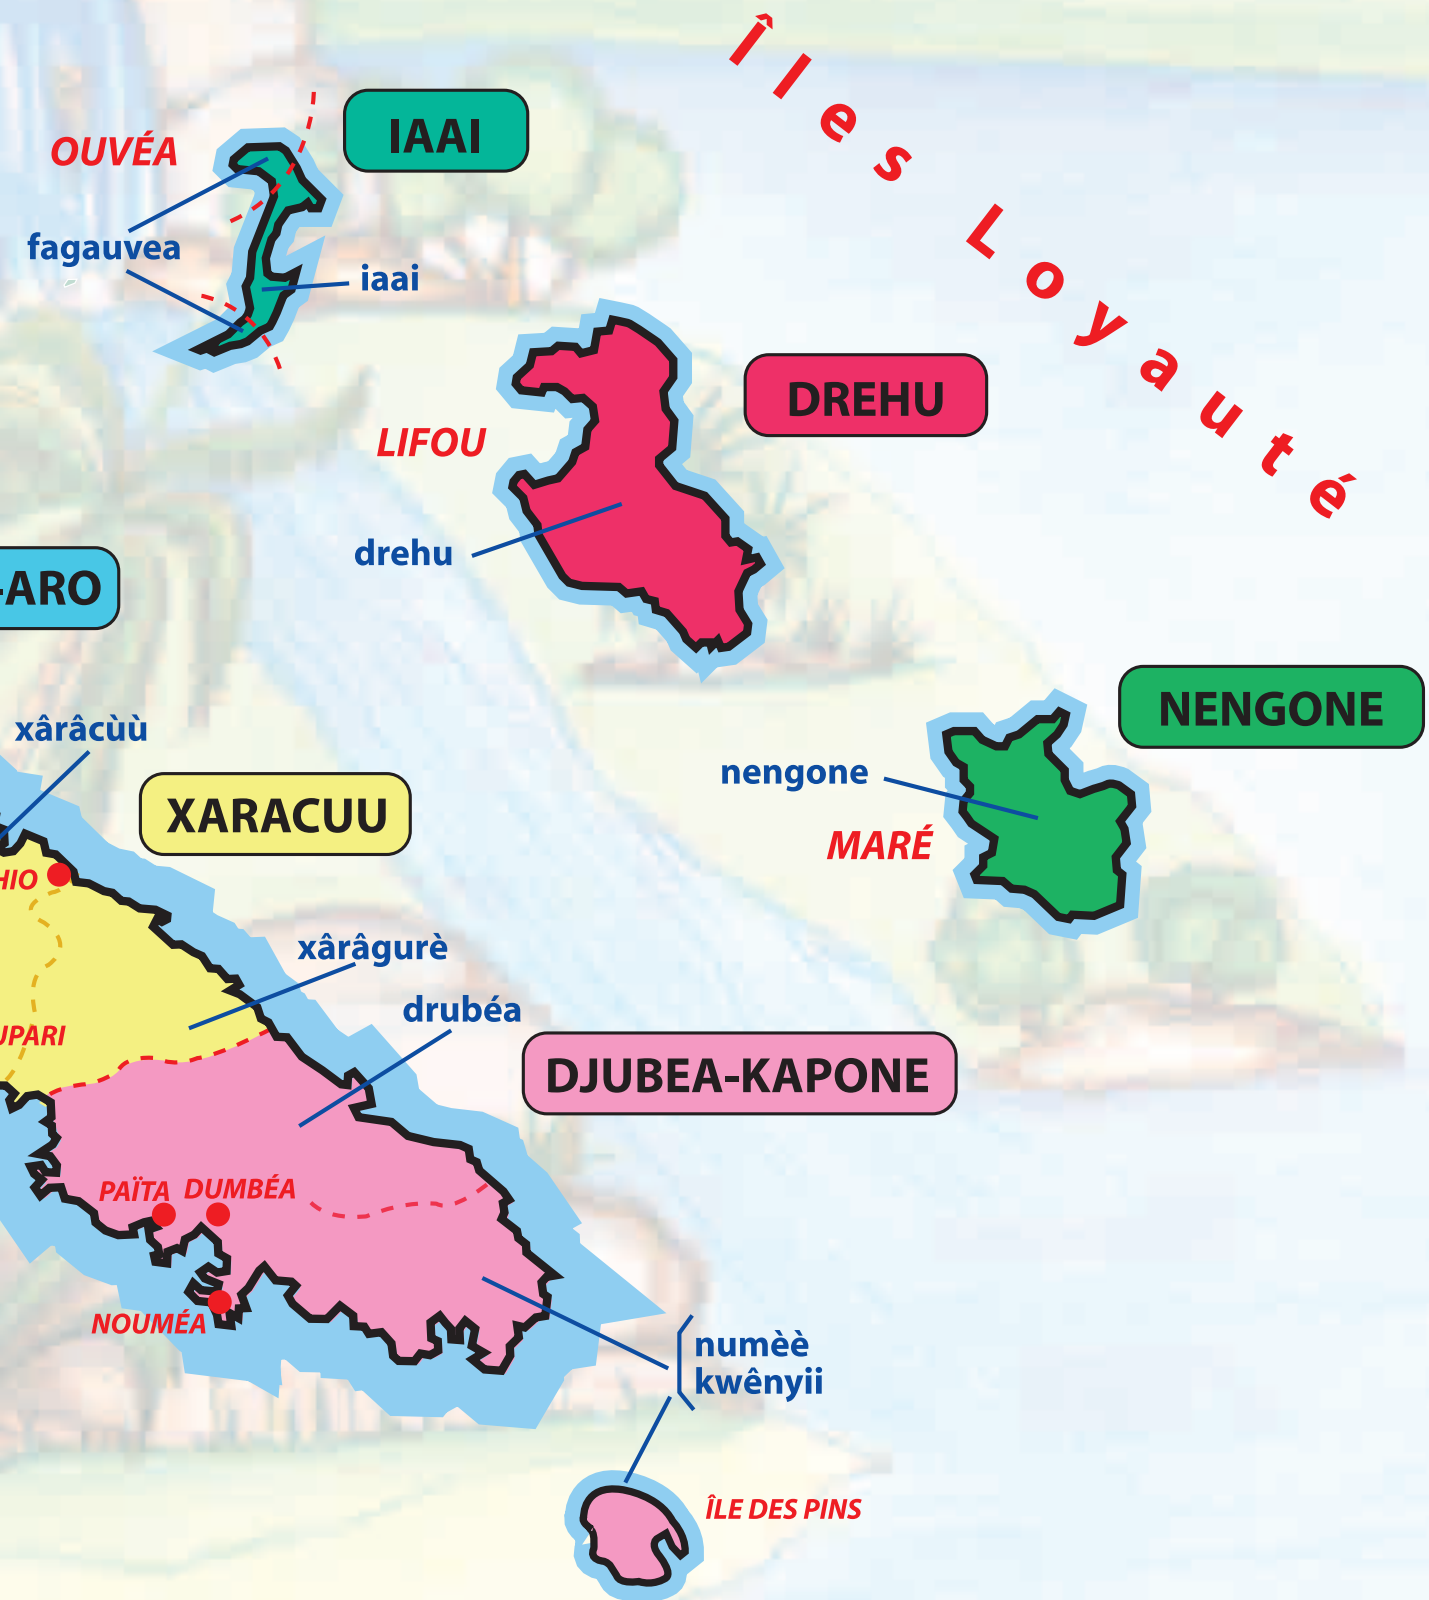 Îles Loyauté
IAAI
OUVÉA
fagauvea
iaai
DREHU
LIFOU
drehu
-ARO
NENGONE
nengone
MARÉ
xârâcùù
XARACUU
HIO
xârâgurè
drubéa
UPARI
DJUBEA-KAPONE
PAÏTA
DUMBÉA
NOUMÉA
numèè
kwênyii
ÎLE DES PINS